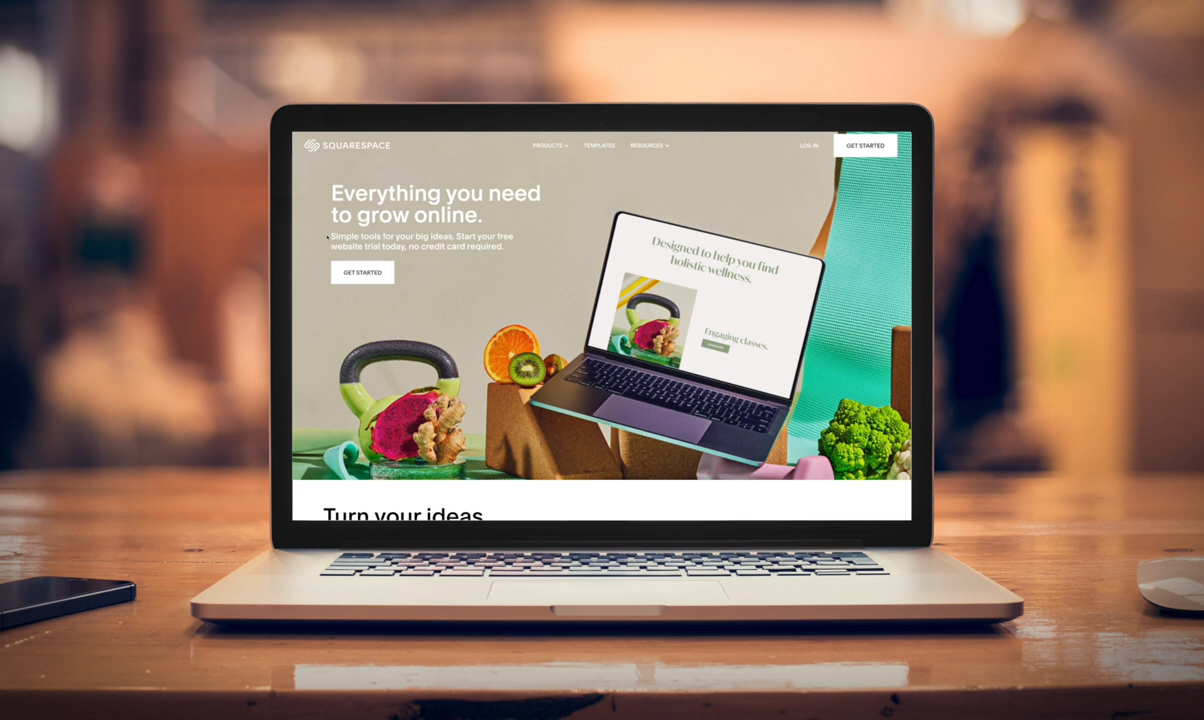 SQUARESPACE
PRODUCTS
TEMPLATES
RESOURCES
LOG IN
GET STARTED
Everything you need
to grow online.
Simple tools for your big ideas. Start your free
website trial today, no credit card required.
GET STARTED
Designed to help you find
holistic wellness.
Engaging classes.
Turn your ideas